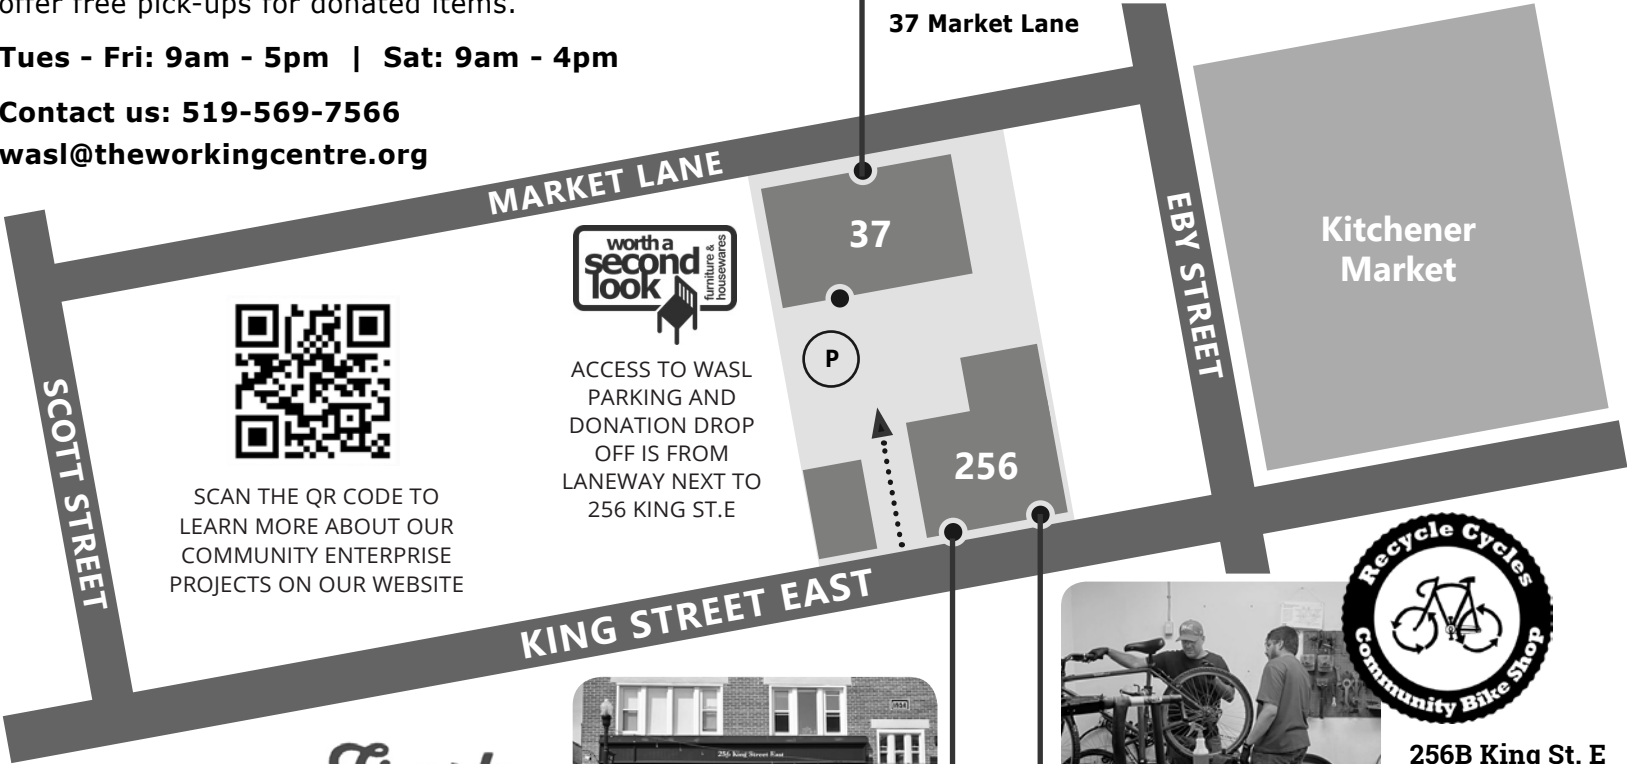 offer free pick-ups for donated items.
Tues - Fri: 9am - 5pm | Sat: 9am - 4pm
Contact us: 519-569-7566
wasl@theworkingcentre.org
37 Market Lane
MARKET LANE
37
EBY STREET
Kitchener
Market
worth a
second
look
furniture &
housewares
P
ACCESS TO WASL
PARKING AND
DONATION DROP
OFF IS FROM
LANEWAY NEXT TO
256 KING ST.E
SCOTT STREET
SCAN THE QR CODE TO
LEARN MORE ABOUT OUR
COMMUNITY ENTERPRISE
PROJECTS ON OUR WEBSITE
256
KING STREET EAST
Recycle Cycles
Community Bike Shop
256 King Street East
256B King St. E